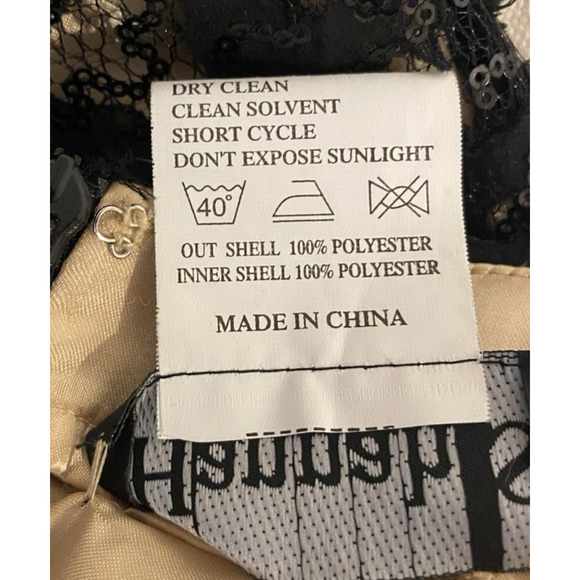 DRY CLEAN
CLEAN SOLVENT
SHORT CYCLE
DON'T EXPOSE SUNLIGHT
40°
OUT SHELL 100% POLYESTER
INNER SHELL 100% POLYESTER
MADE IN CHINA